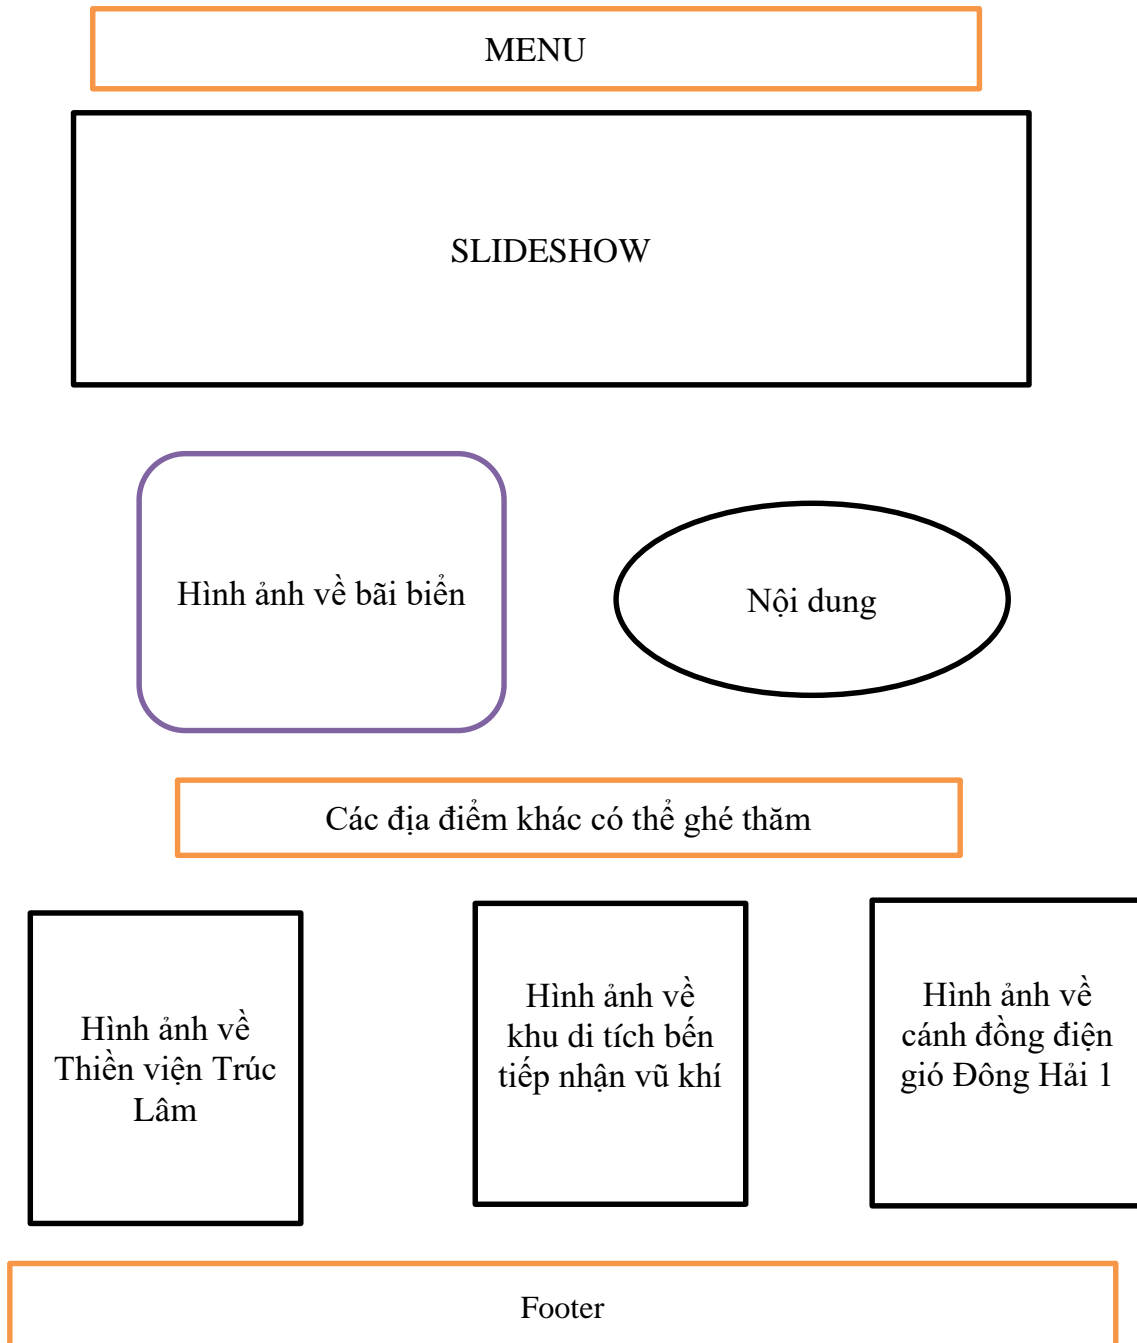 MENU
SLIDESHOW
Hình ảnh về bãi biển
Nội dung
Các địa điểm khác có thể ghé thăm
Hình ảnh về
Thiền viện Trúc
Lâm
Hình ảnh về
khu di tích bến
tiếp nhận vũ khí
Hình ảnh về
cánh đồng điện
gió Đông Hải 1
Footer